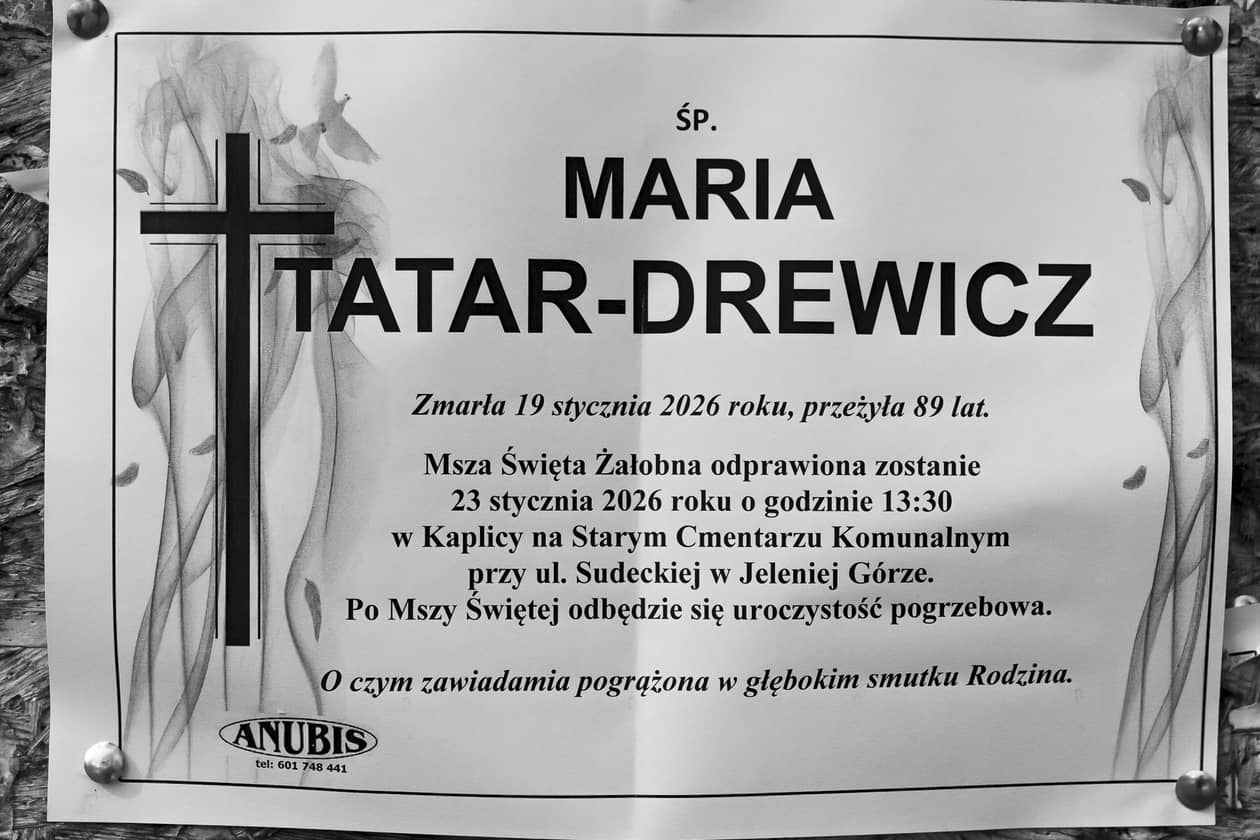 ŚP.
MARIA
TATAR-DREWICZ
Zmarła 19 stycznia 2026 roku, przeżyła 89 lat.
Msza Święta Żałobna odprawiona zostanie
23 stycznia 2026 roku o godzinie 13:30
w Kaplicy na Starym Cmentarzu Komunalnym
przy ul. Sudeckiej w Jeleniej Górze.
Po Mszy Świętej odbędzie się uroczystość pogrzebowa.
O czym zawiadamia pogrążona w głębokim smutku Rodzina.
ANUBIS
tel: 601 748 441